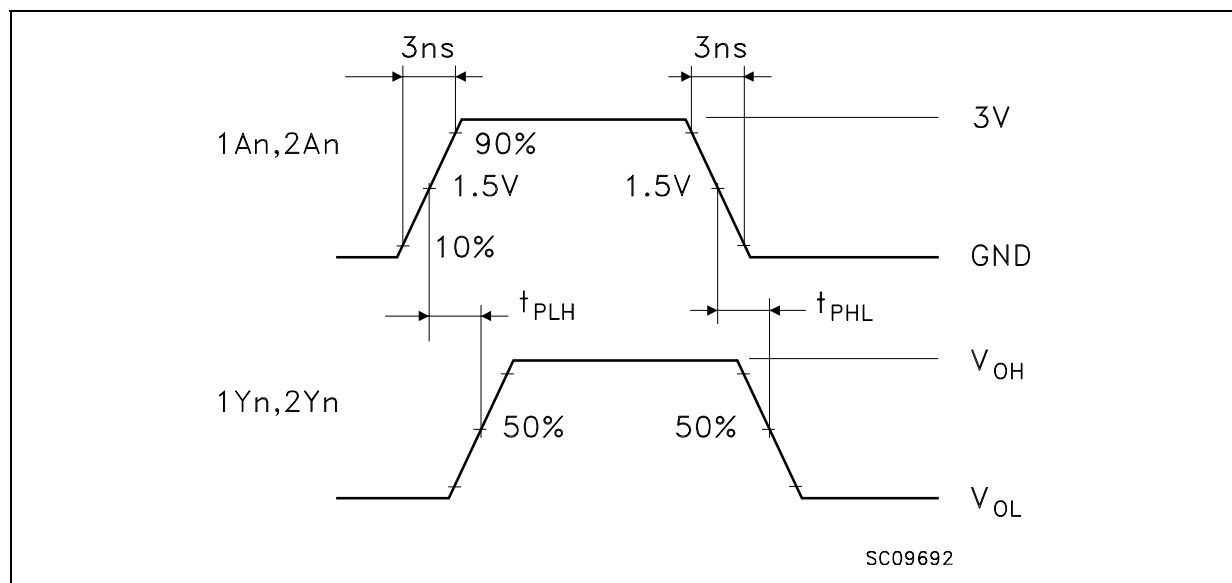 3ns 3ns
1An,2An 90% 3V
1.5V 1.5V
10% GND
tPLH tPHL
1Yn,2Yn VOH
50% 50%
VOL
SC09692